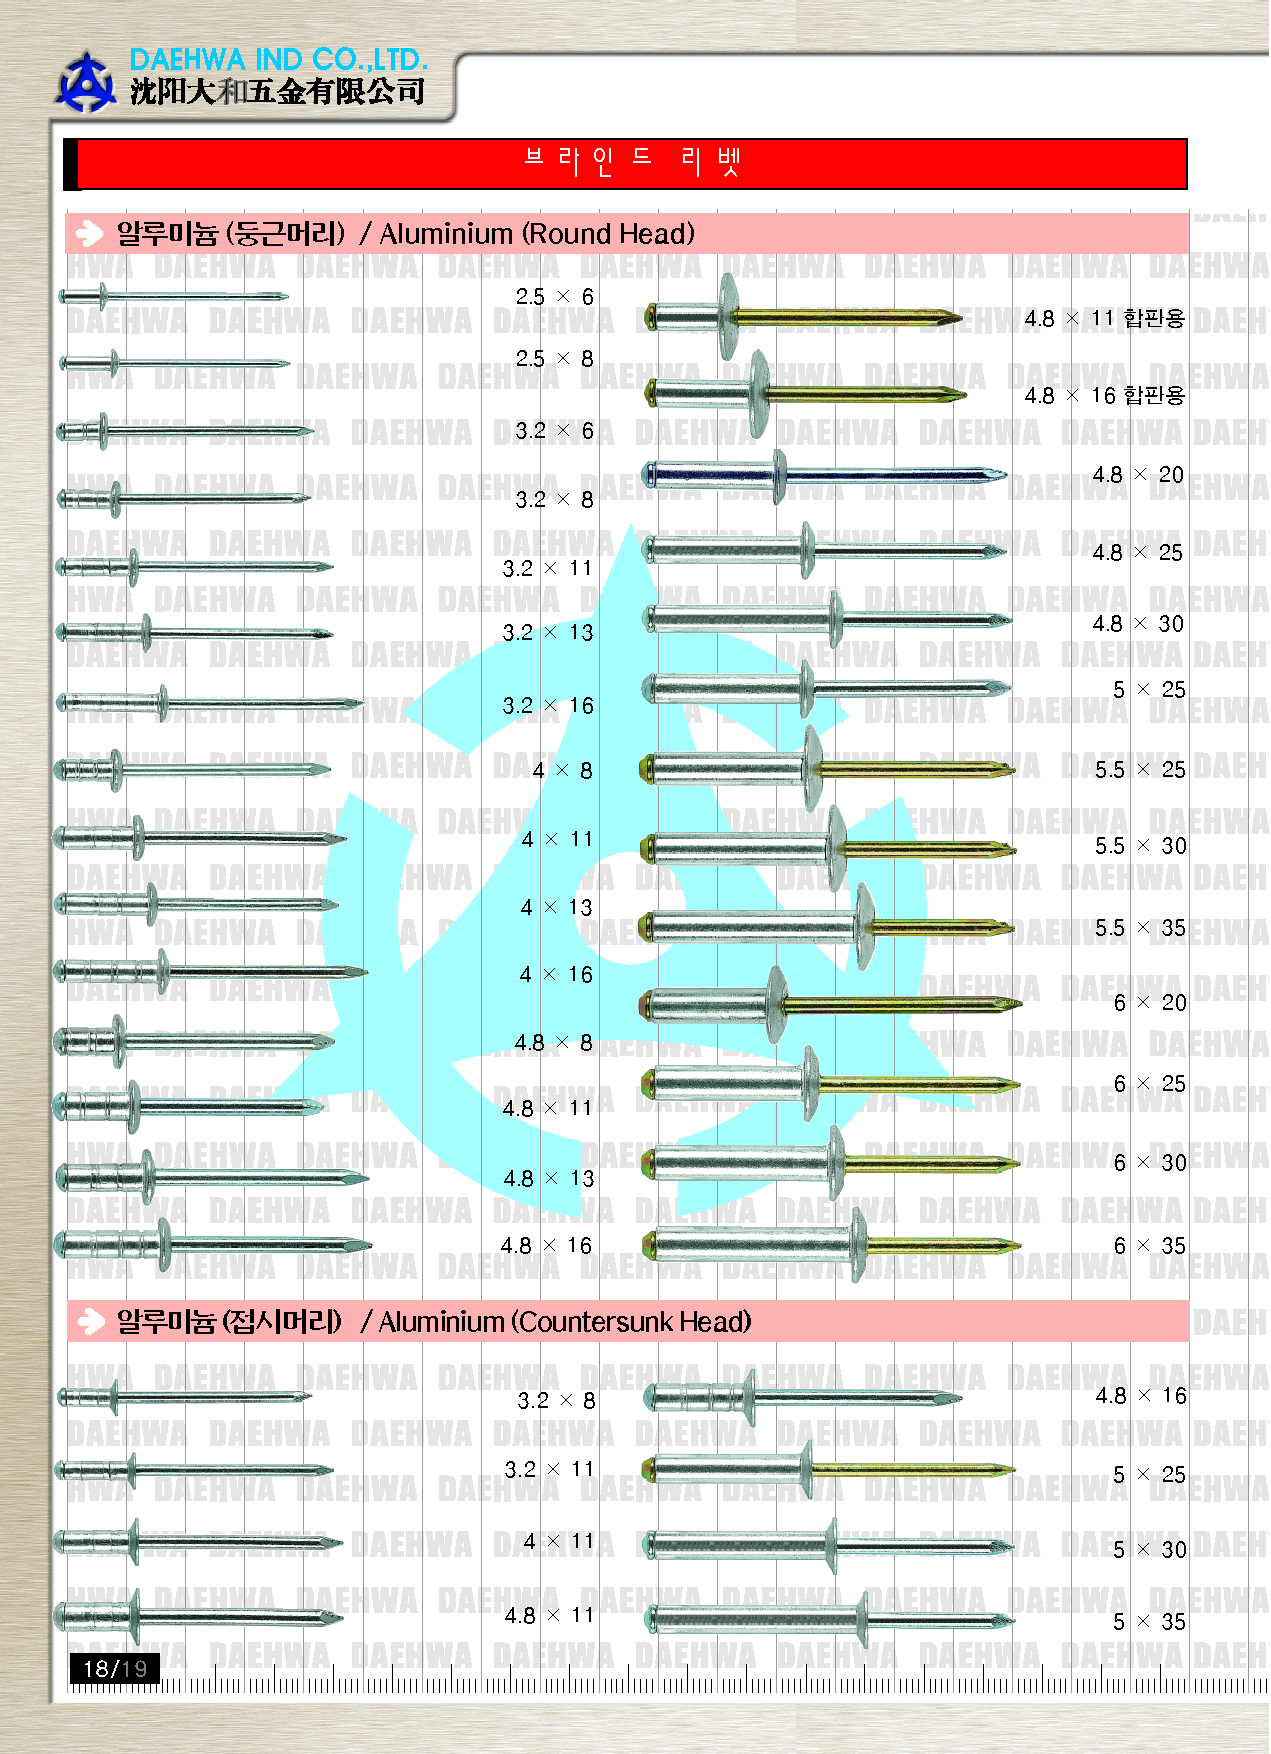 DAEHWA IND CO.,LTD.
沈阳大和五金有限公司
브라인드 리벳
알루미늄 (둥근머리) / Aluminium (Round Head)
2.5 × 6
2.5 × 8
3.2 × 6
3.2 × 8
3.2 × 11
3.2 × 13
3.2 × 16
4 × 8
4 × 11
4 × 13
4 × 16
4.8 × 8
4.8 × 11
4.8 × 13
4.8 × 16
4.8 × 11 합판용
4.8 × 16 합판용
4.8 × 20
4.8 × 25
4.8 × 30
5 × 25
5.5 × 25
5.5 × 30
5.5 × 35
6 × 20
6 × 25
6 × 30
6 × 35
알루미늄 (접시머리) / Aluminium (Countersunk Head)
3.2 × 8
3.2 × 11
4 × 11
4.8 × 11
4.8 × 16
5 × 25
5 × 30
5 × 35
18/19